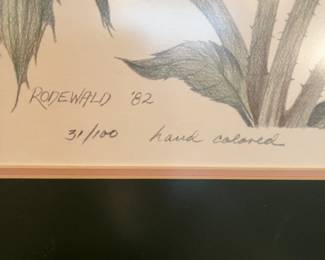 RODEWALD '82
31/100 hand colored